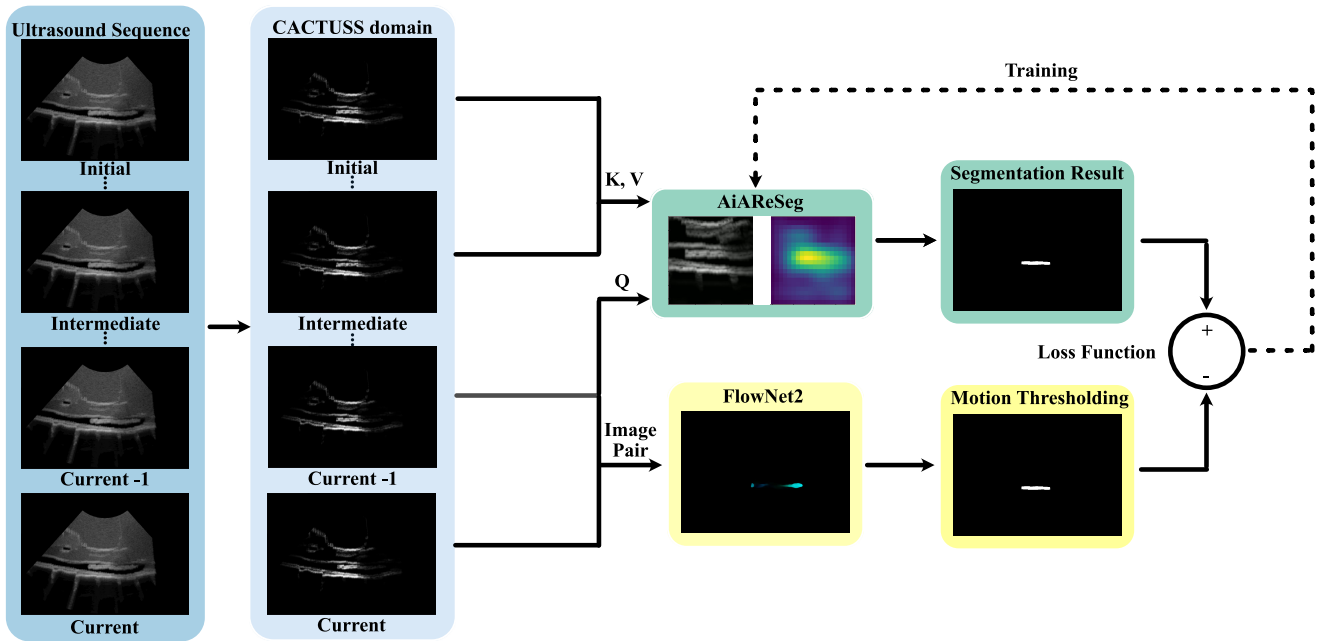 Ultrasound Sequence
Initial
Intermediate
Current -1
Current
CACTUSS domain
Initial
Intermediate
Current -1
Current
K, V
Q
Image
Pair
Training
AiAReSeg
Segmentation Result
Loss Function
+
-
FlowNet2
Motion Thresholding